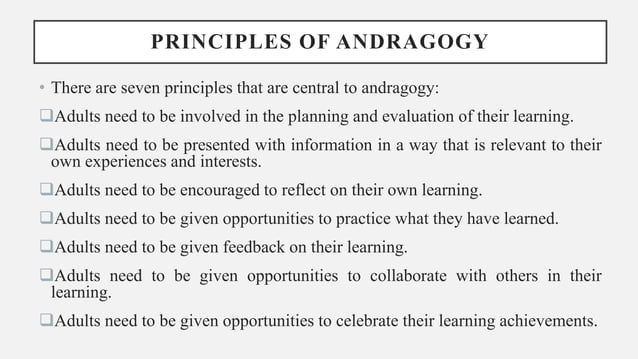 PRINCIPLES OF ANDRAGOGY
• There are seven principles that are central to andragogy:
❑Adults need to be involved in the planning and evaluation of their learning.
❑Adults need to be presented with information in a way that is relevant to their
own experiences and interests.
❑Adults need to be encouraged to reflect on their own learning.
❑Adults need to be given opportunities to practice what they have learned.
❑Adults need to be given feedback on their learning.
❑Adults need to be given opportunities to collaborate with others in their
learning.
❑Adults need to be given opportunities to celebrate their learning achievements.